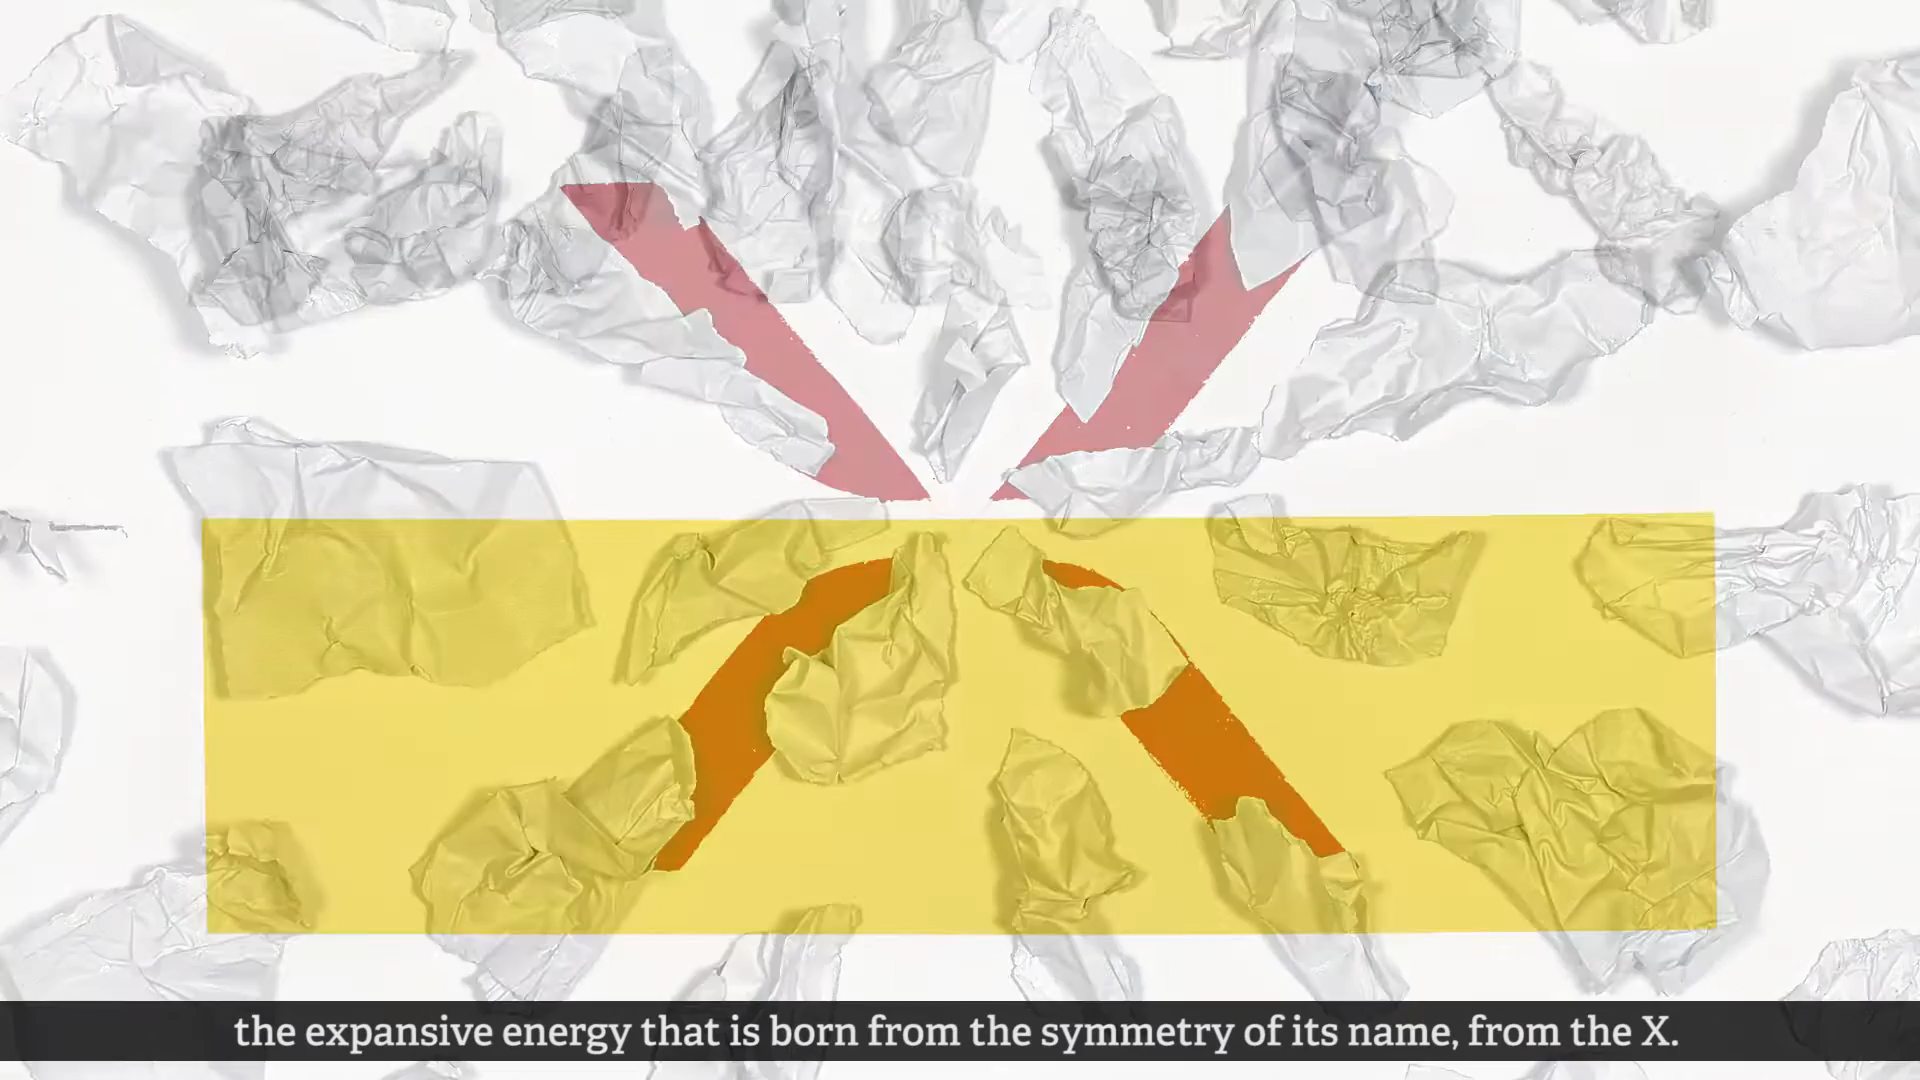 the expansive energy that is born from the symmetry of its name, from the X.